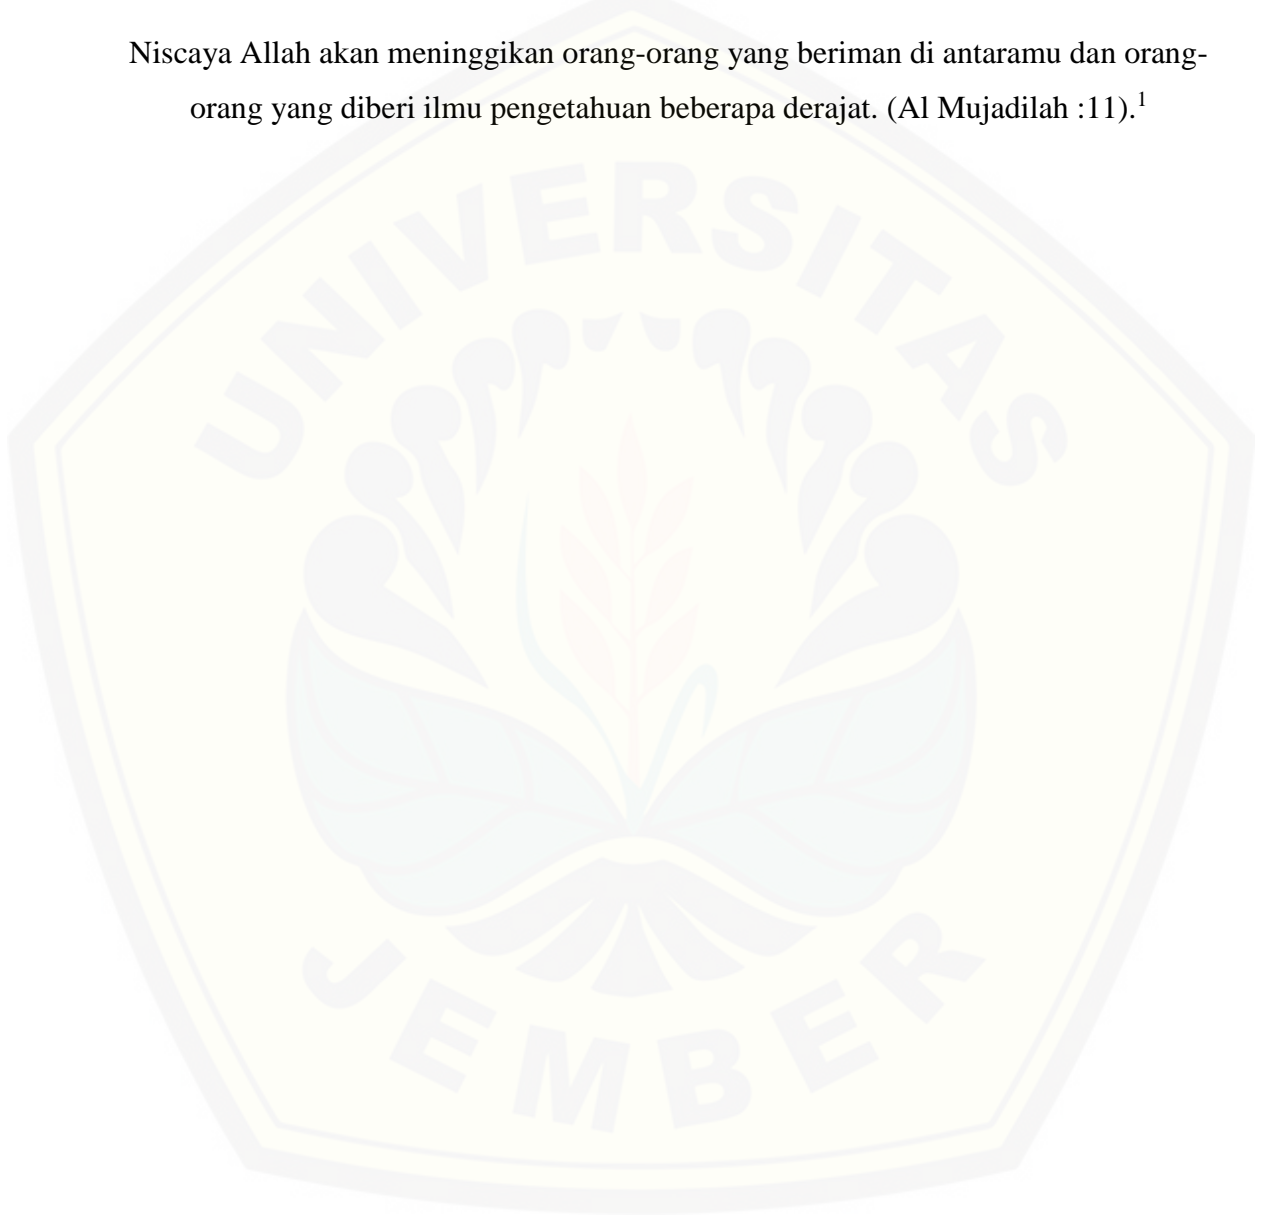 Niscaya Allah akan meninggikan orang-orang yang beriman di antaramu dan orang-
orang yang diberi ilmu pengetahuan beberapa derajat. (Al Mujadilah :11).1
UNIVERSITAS
JEMBER